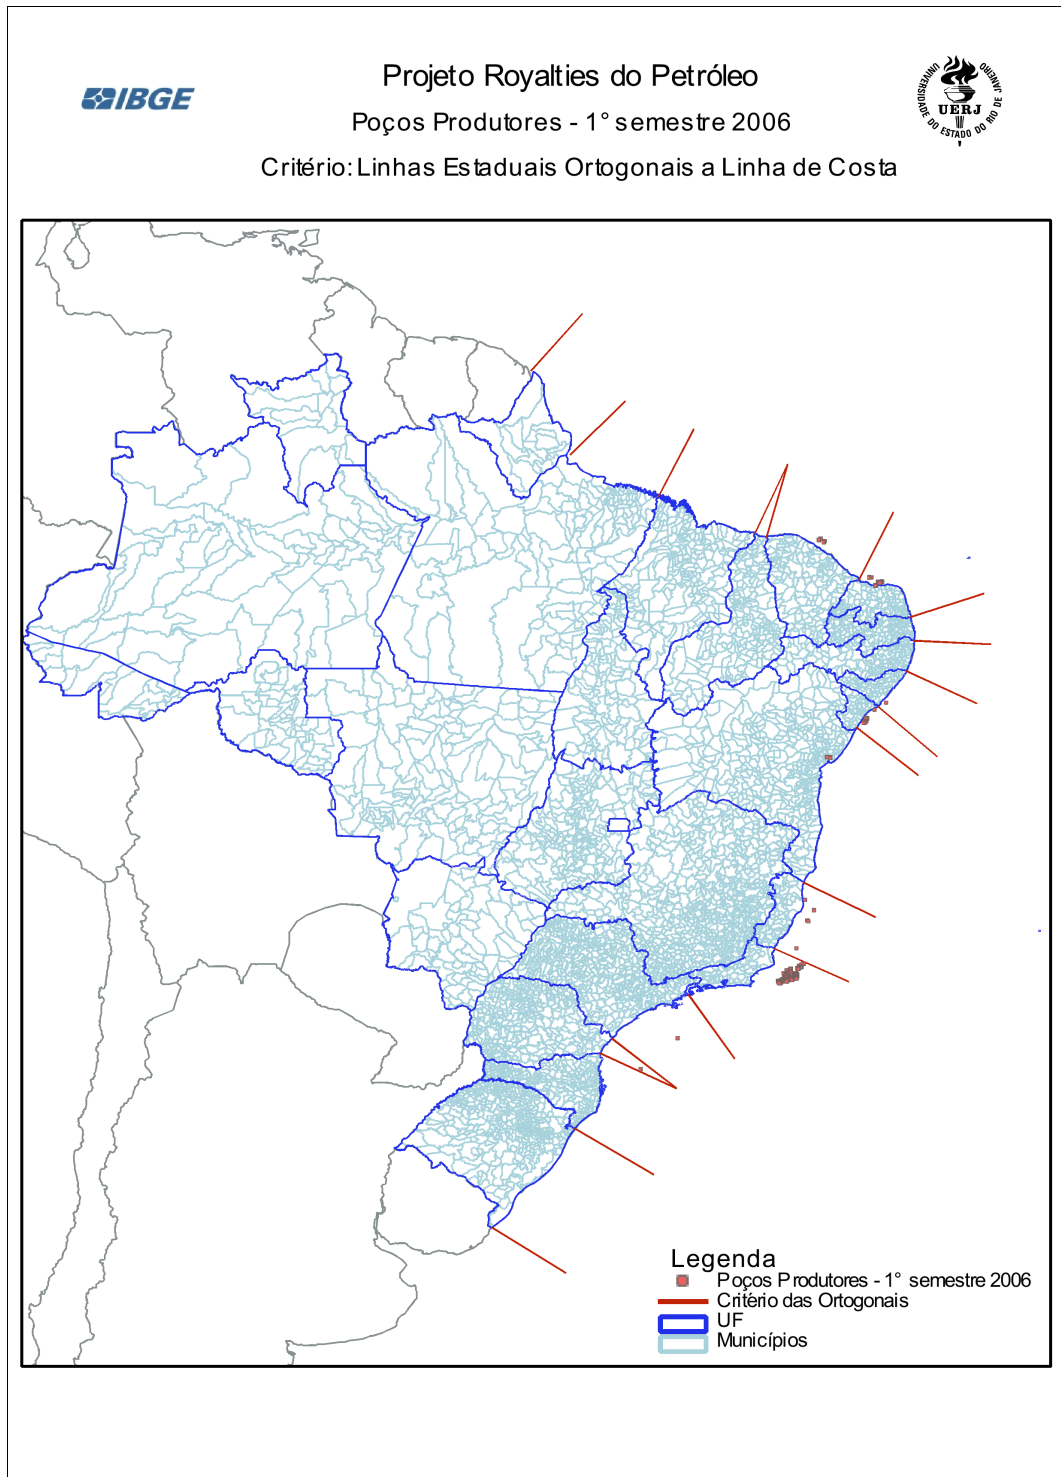 Projeto Royalties do Petróleo
IBGE
Poços Produtores - 1° semestre 2006
UNIVERSIDADE DO ESTADO DO RIO DE JANEIRO
UERJ
Critério: Linhas Estaduais Ortogonais a Linha de Costa
Legenda
Poços Produtores - 1° semestre 2006
Critério das Ortogonais
UF
Municípios